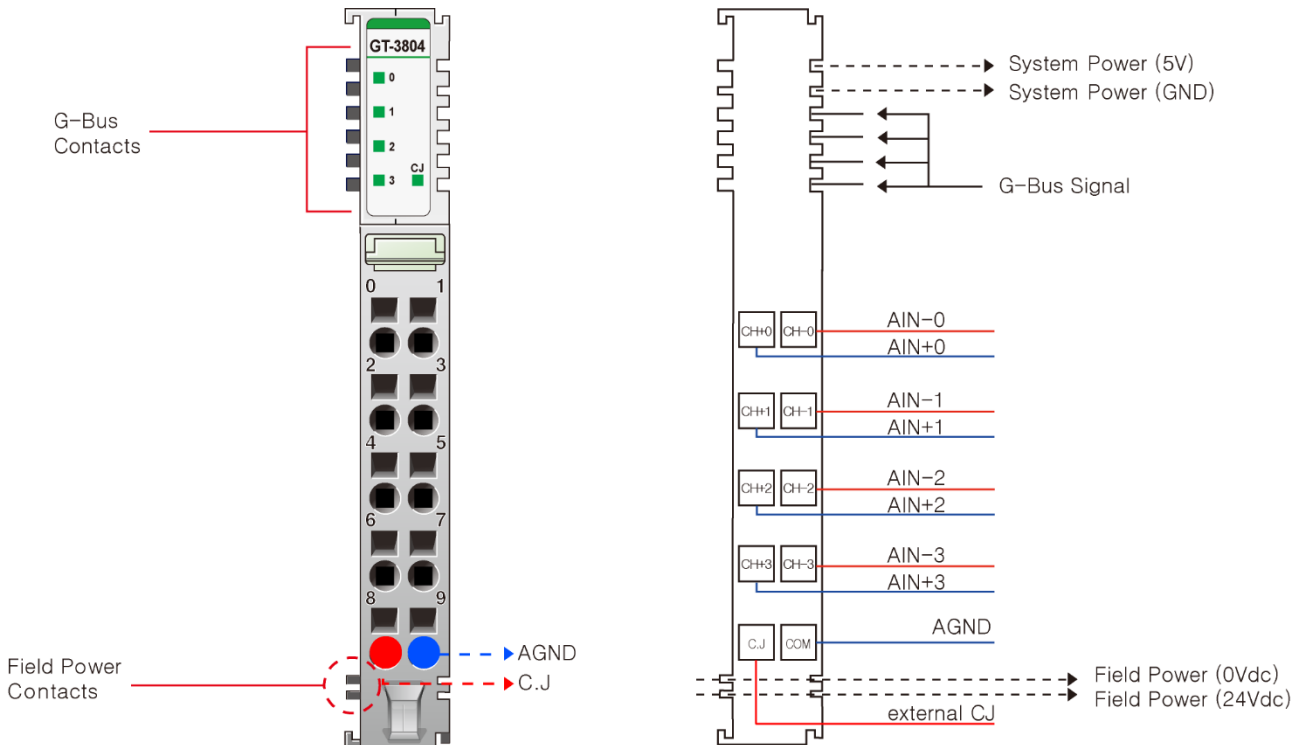 GT-3804
0
1
2
CJ
3
G-Bus
Contacts
0 1
2 3
4 5
6 7
8 9
AGND
C.J
Field Power
Contacts
System Power (5V)
System Power (GND)
G-Bus Signal
CH+0 CH-0 AIN-0
AIN+0
CH+1 CH-1 AIN-1
AIN+1
CH+2 CH-2 AIN-2
AIN+2
CH+3 CH-3 AIN-3
AIN+3
C.J COM AGND
Field Power (0Vdc)
Field Power (24Vdc)
external CJ